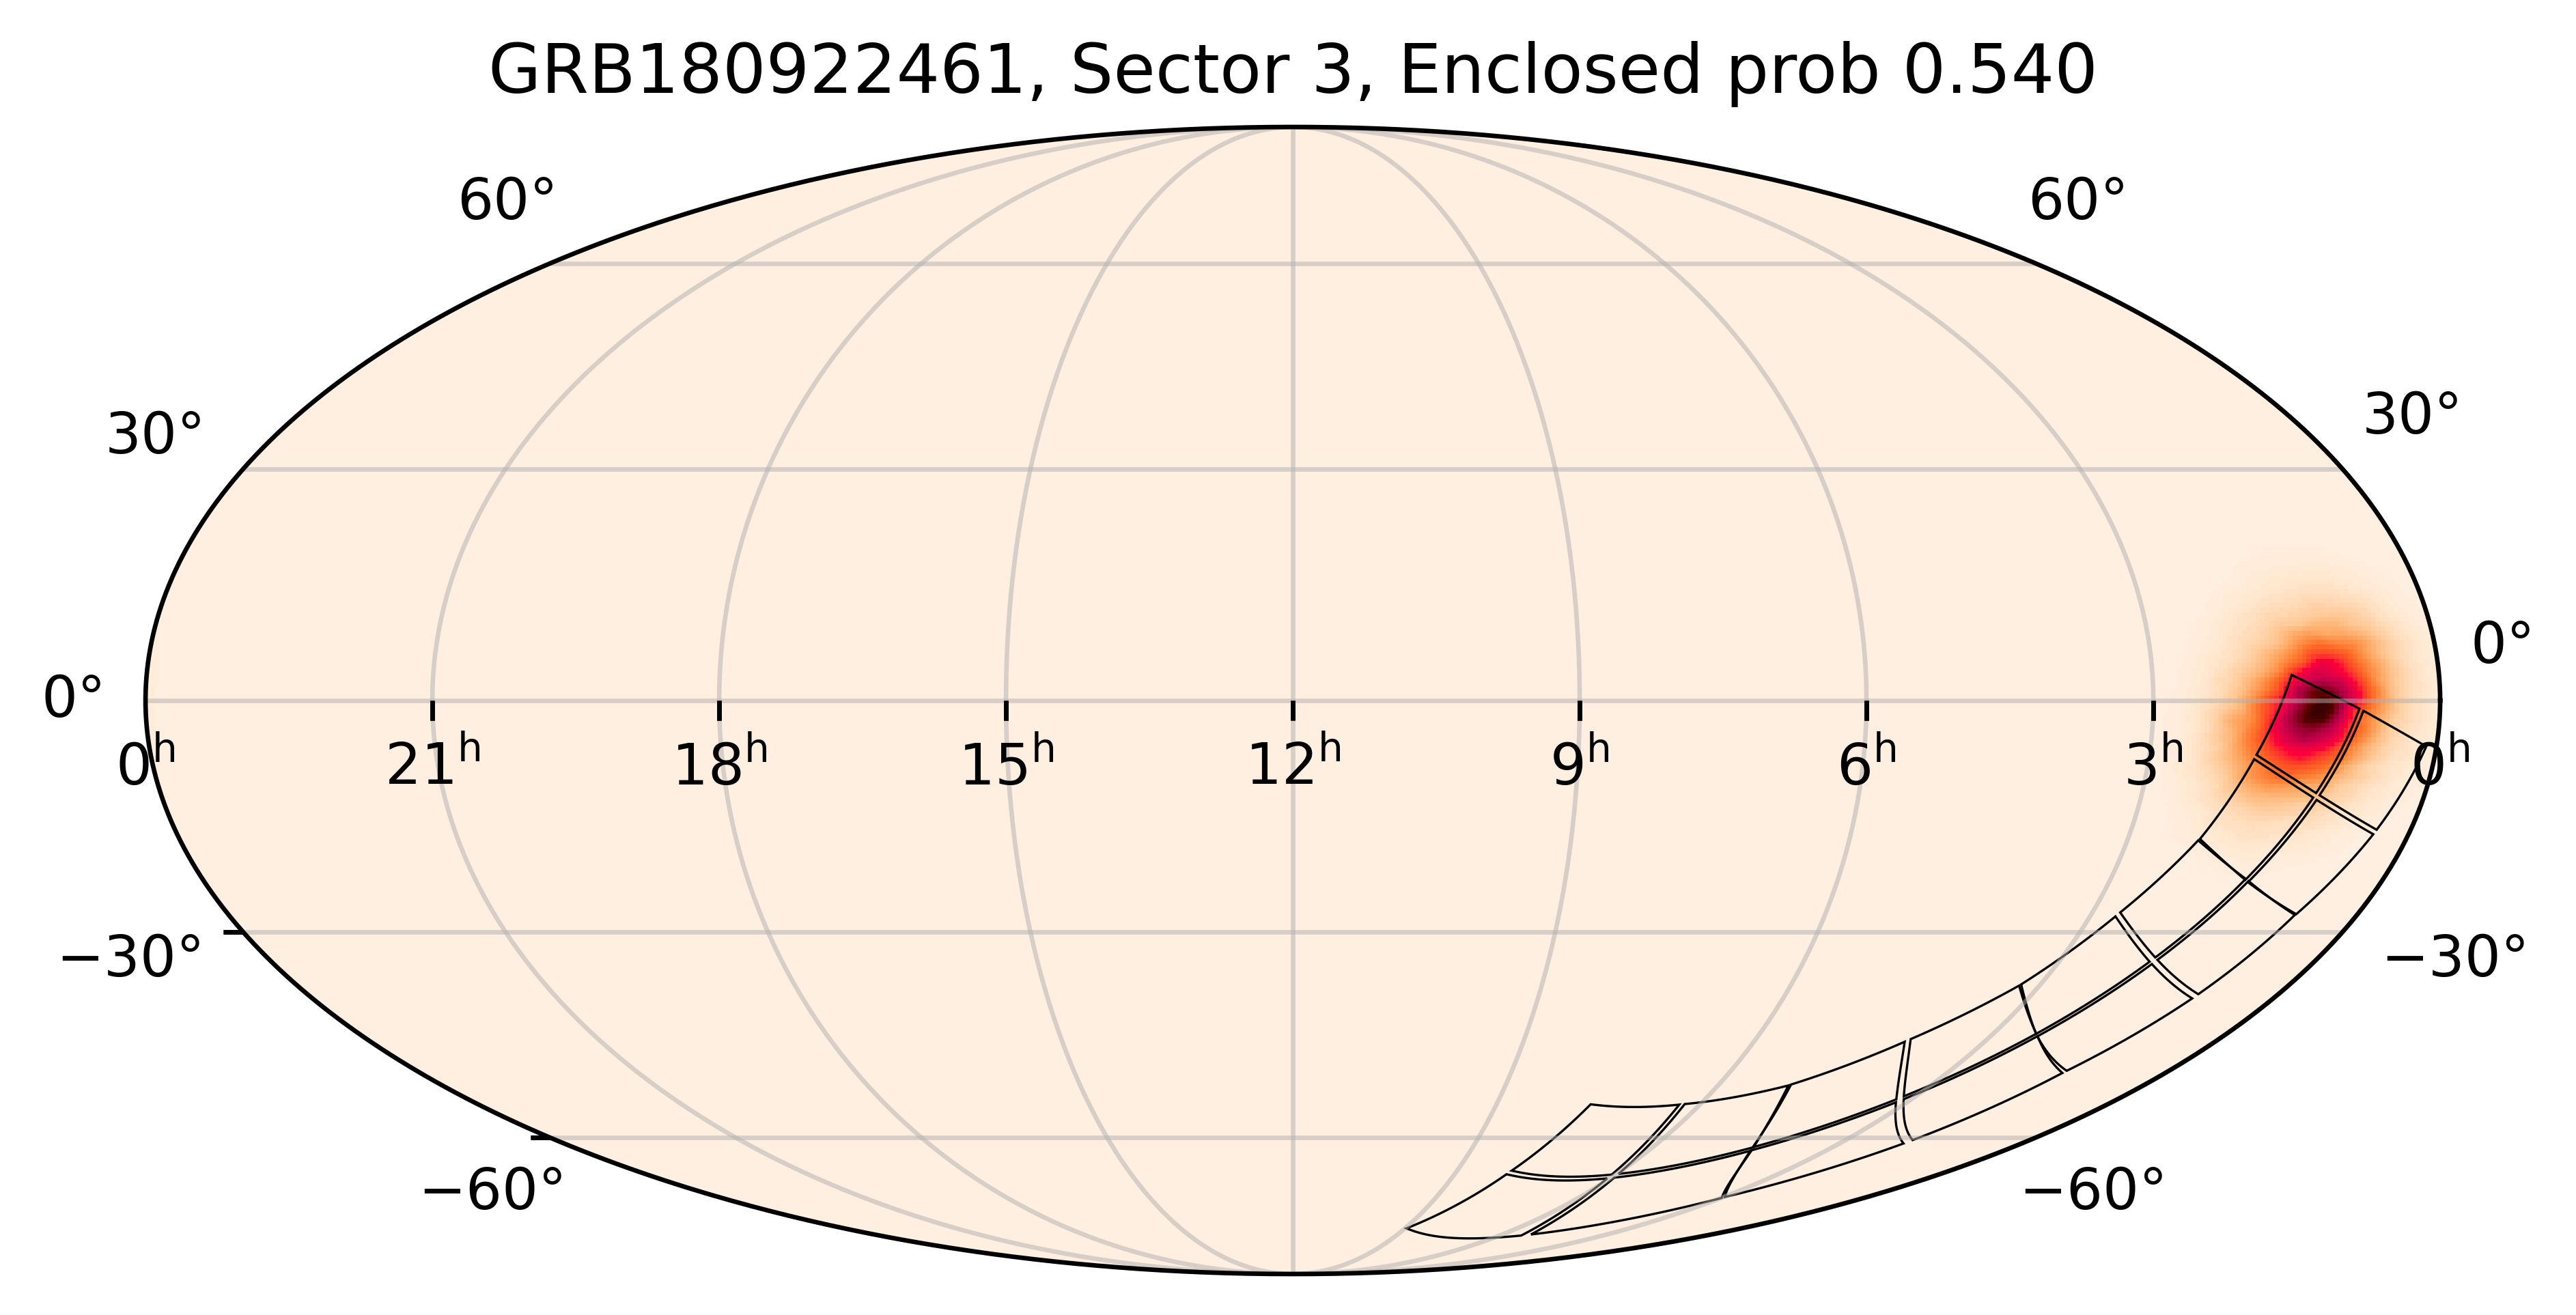 GRB180922461, Sector 3, Enclosed prob 0.540
60° 60°
30° 30°
0° 0°
0ʰ 21ʰ 18ʰ 15ʰ 12ʰ 9ʰ 6ʰ 3ʰ 0ʰ
−30° −30°
−60° −60°